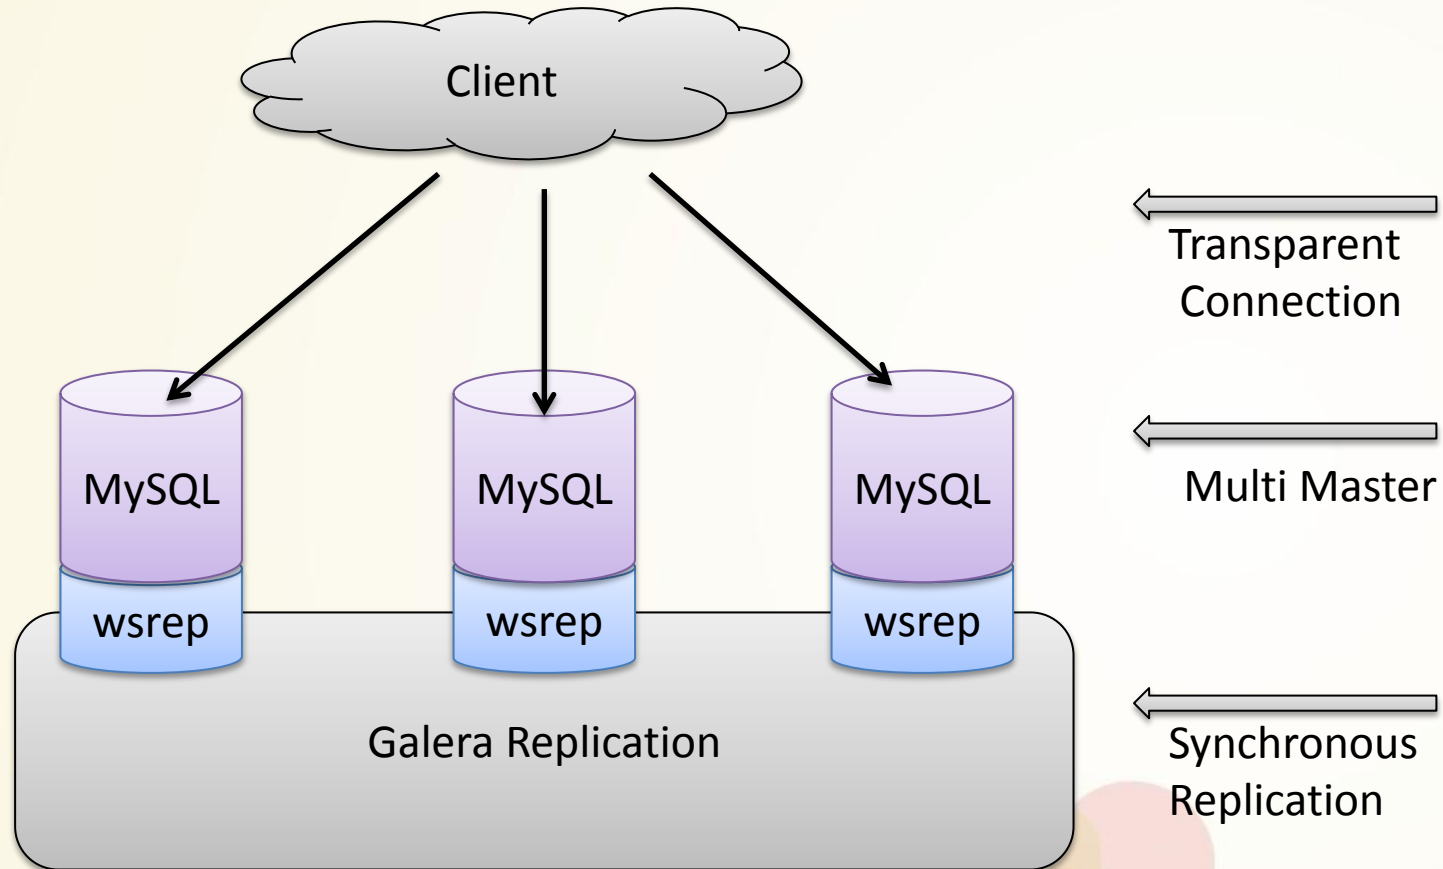 Client
Transparent
Connection
MySQL
MySQL
MySQL
Multi Master
wsrep
wsrep
wsrep
Galera Replication
Synchronous
Replication